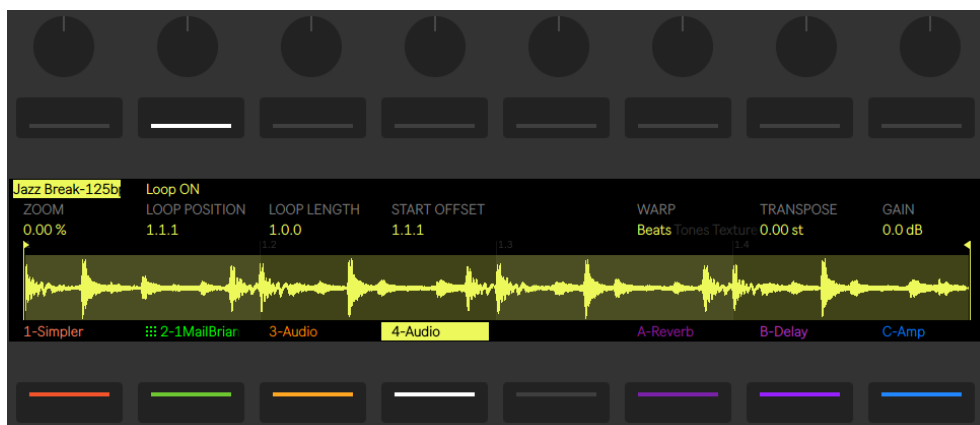 Jazz Break-125b Loop ON
ZOOM LOOP POSITION LOOP LENGTH START OFFSET WARP TRANSPOSE GAIN
0.00 % 1.1.1 1.0.0 1.1.1 Beats Tones Texture 0.00 st 0.0 dB
1.2 1.3 1.4
1-Simpler 2-1MailBrian 3-Audio 4-Audio A-Reverb B-Delay C-Amp